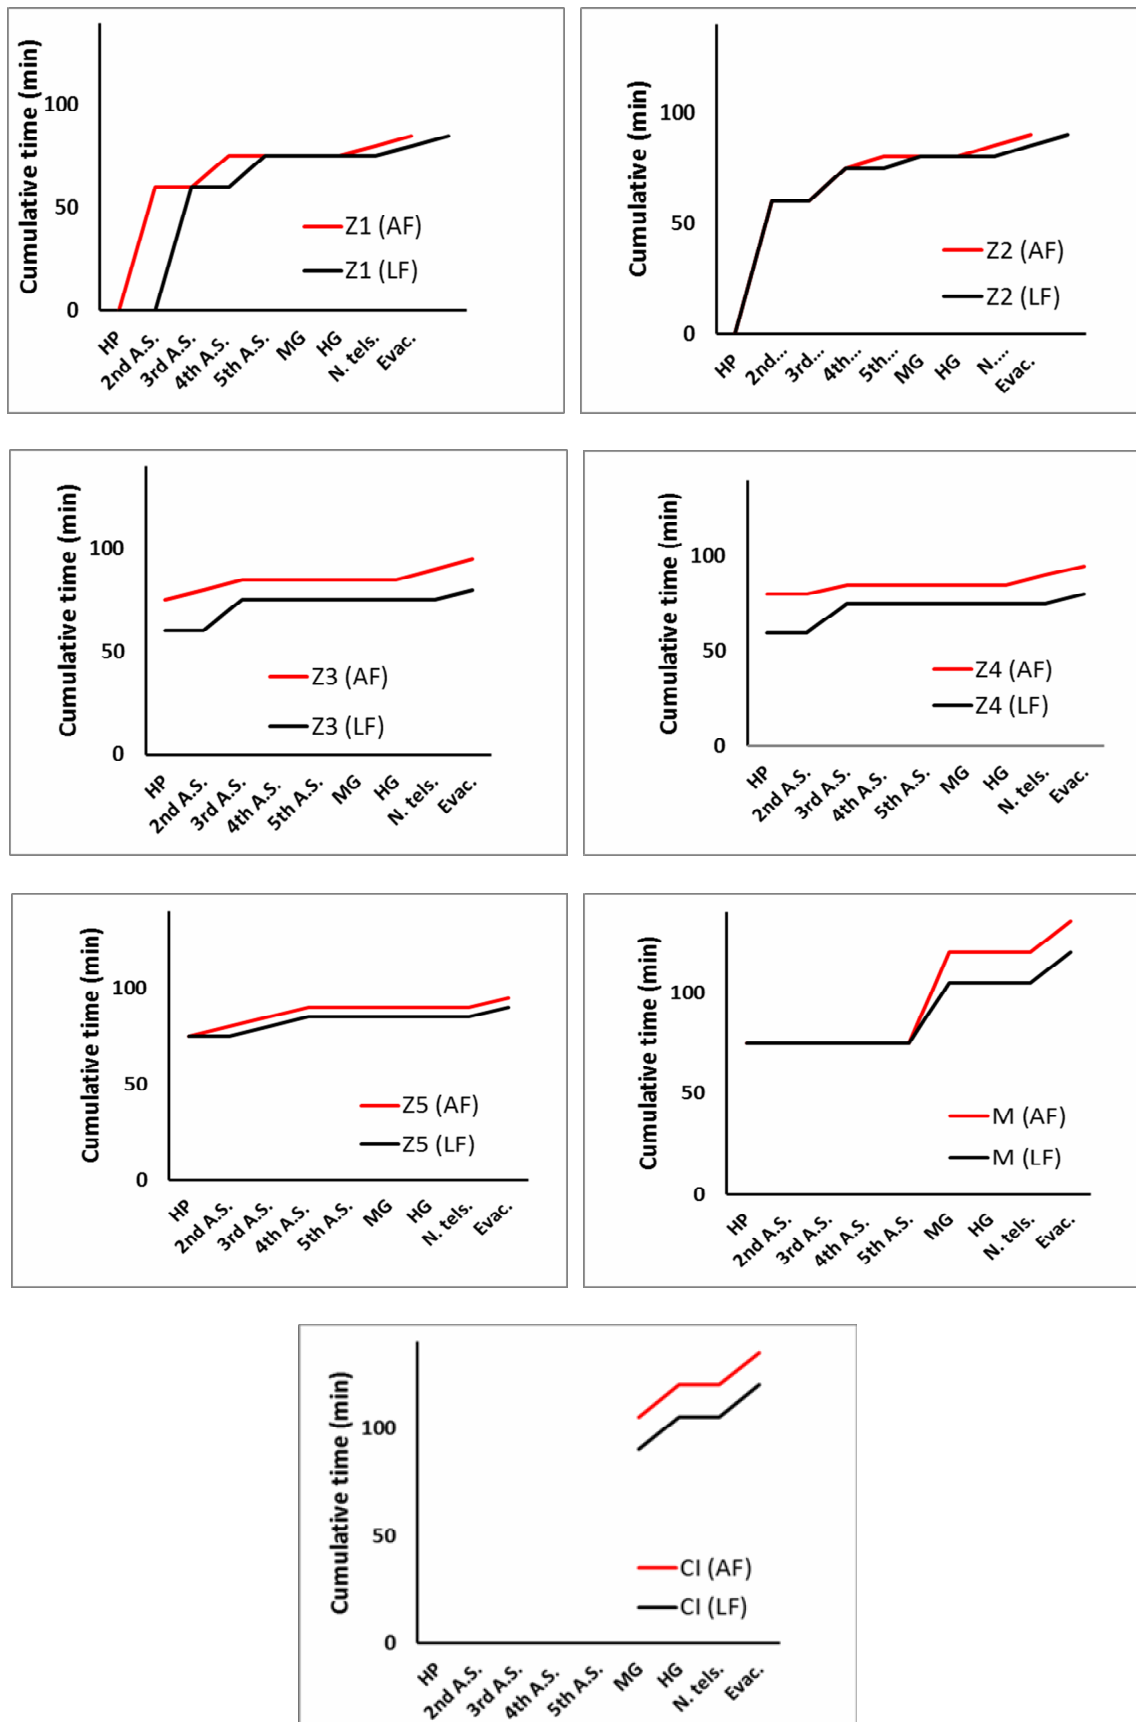 Cumulative time (min)
100
50
0
Z1 (AF)
Z1 (LF)
HP
2nd A.S.
3rd A.S.
4th A.S.
5th A.S.
MG
HG
N. tels.
Evac.
Cumulative (min)
100
50
0
Z2 (AF)
Z2 (LF)
HP
2nd...
3rd...
4th...
5th...
MG
HG
N....
Evac.
Cumulative time (min)
100
50
0
Z3 (AF)
Z3 (LF)
HP
2nd A.S.
3rd A.S.
4th A.S.
5th A.S.
MG
HG
N. tels.
Evac.
Cumulative time (min)
100
50
0
Z4 (AF)
Z4 (LF)
HP
2nd A.S.
3rd A.S.
4th A.S.
5th A.S.
MG
HG
N. tels.
Evac.
Cumulative time (min)
100
50
0
Z5 (AF)
Z5 (LF)
HP
2nd A.S.
3rd A.S.
4th A.S.
5th A.S.
MG
HG
N. tels.
Evac.
Cumulative time (min)
100
50
0
M (AF)
M (LF)
HP
2nd A.S.
3rd A.S.
4th A.S.
5th A.S.
MG
HG
N. tels.
Evac.
Cumulative time (min)
100
50
0
CI (AF)
CI (LF)
HP
2nd A.S.
3rd A.S.
4th A.S.
5th A.S.
MG
HG
N. tels.
Evac.